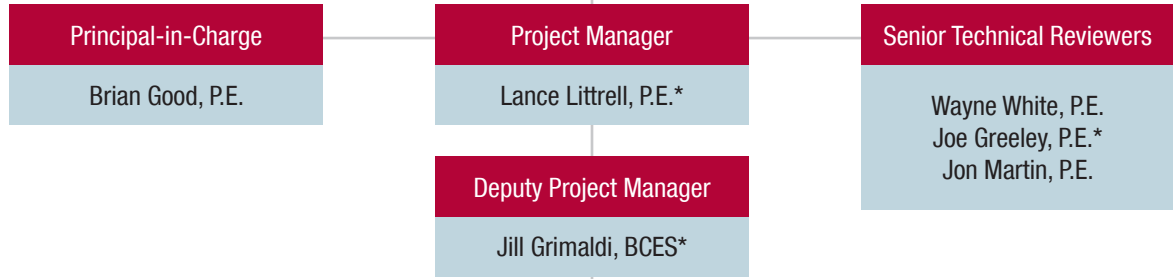 Principal-in-Charge
Brian Good, P.E.
Project Manager
Lance Littrell, P.E.*
Senior Technical Reviewers
Wayne White, P.E.
Joe Greeley, P.E.*
Jon Martin, P.E.
Deputy Project Manager
Jill Grimaldi, BCES*